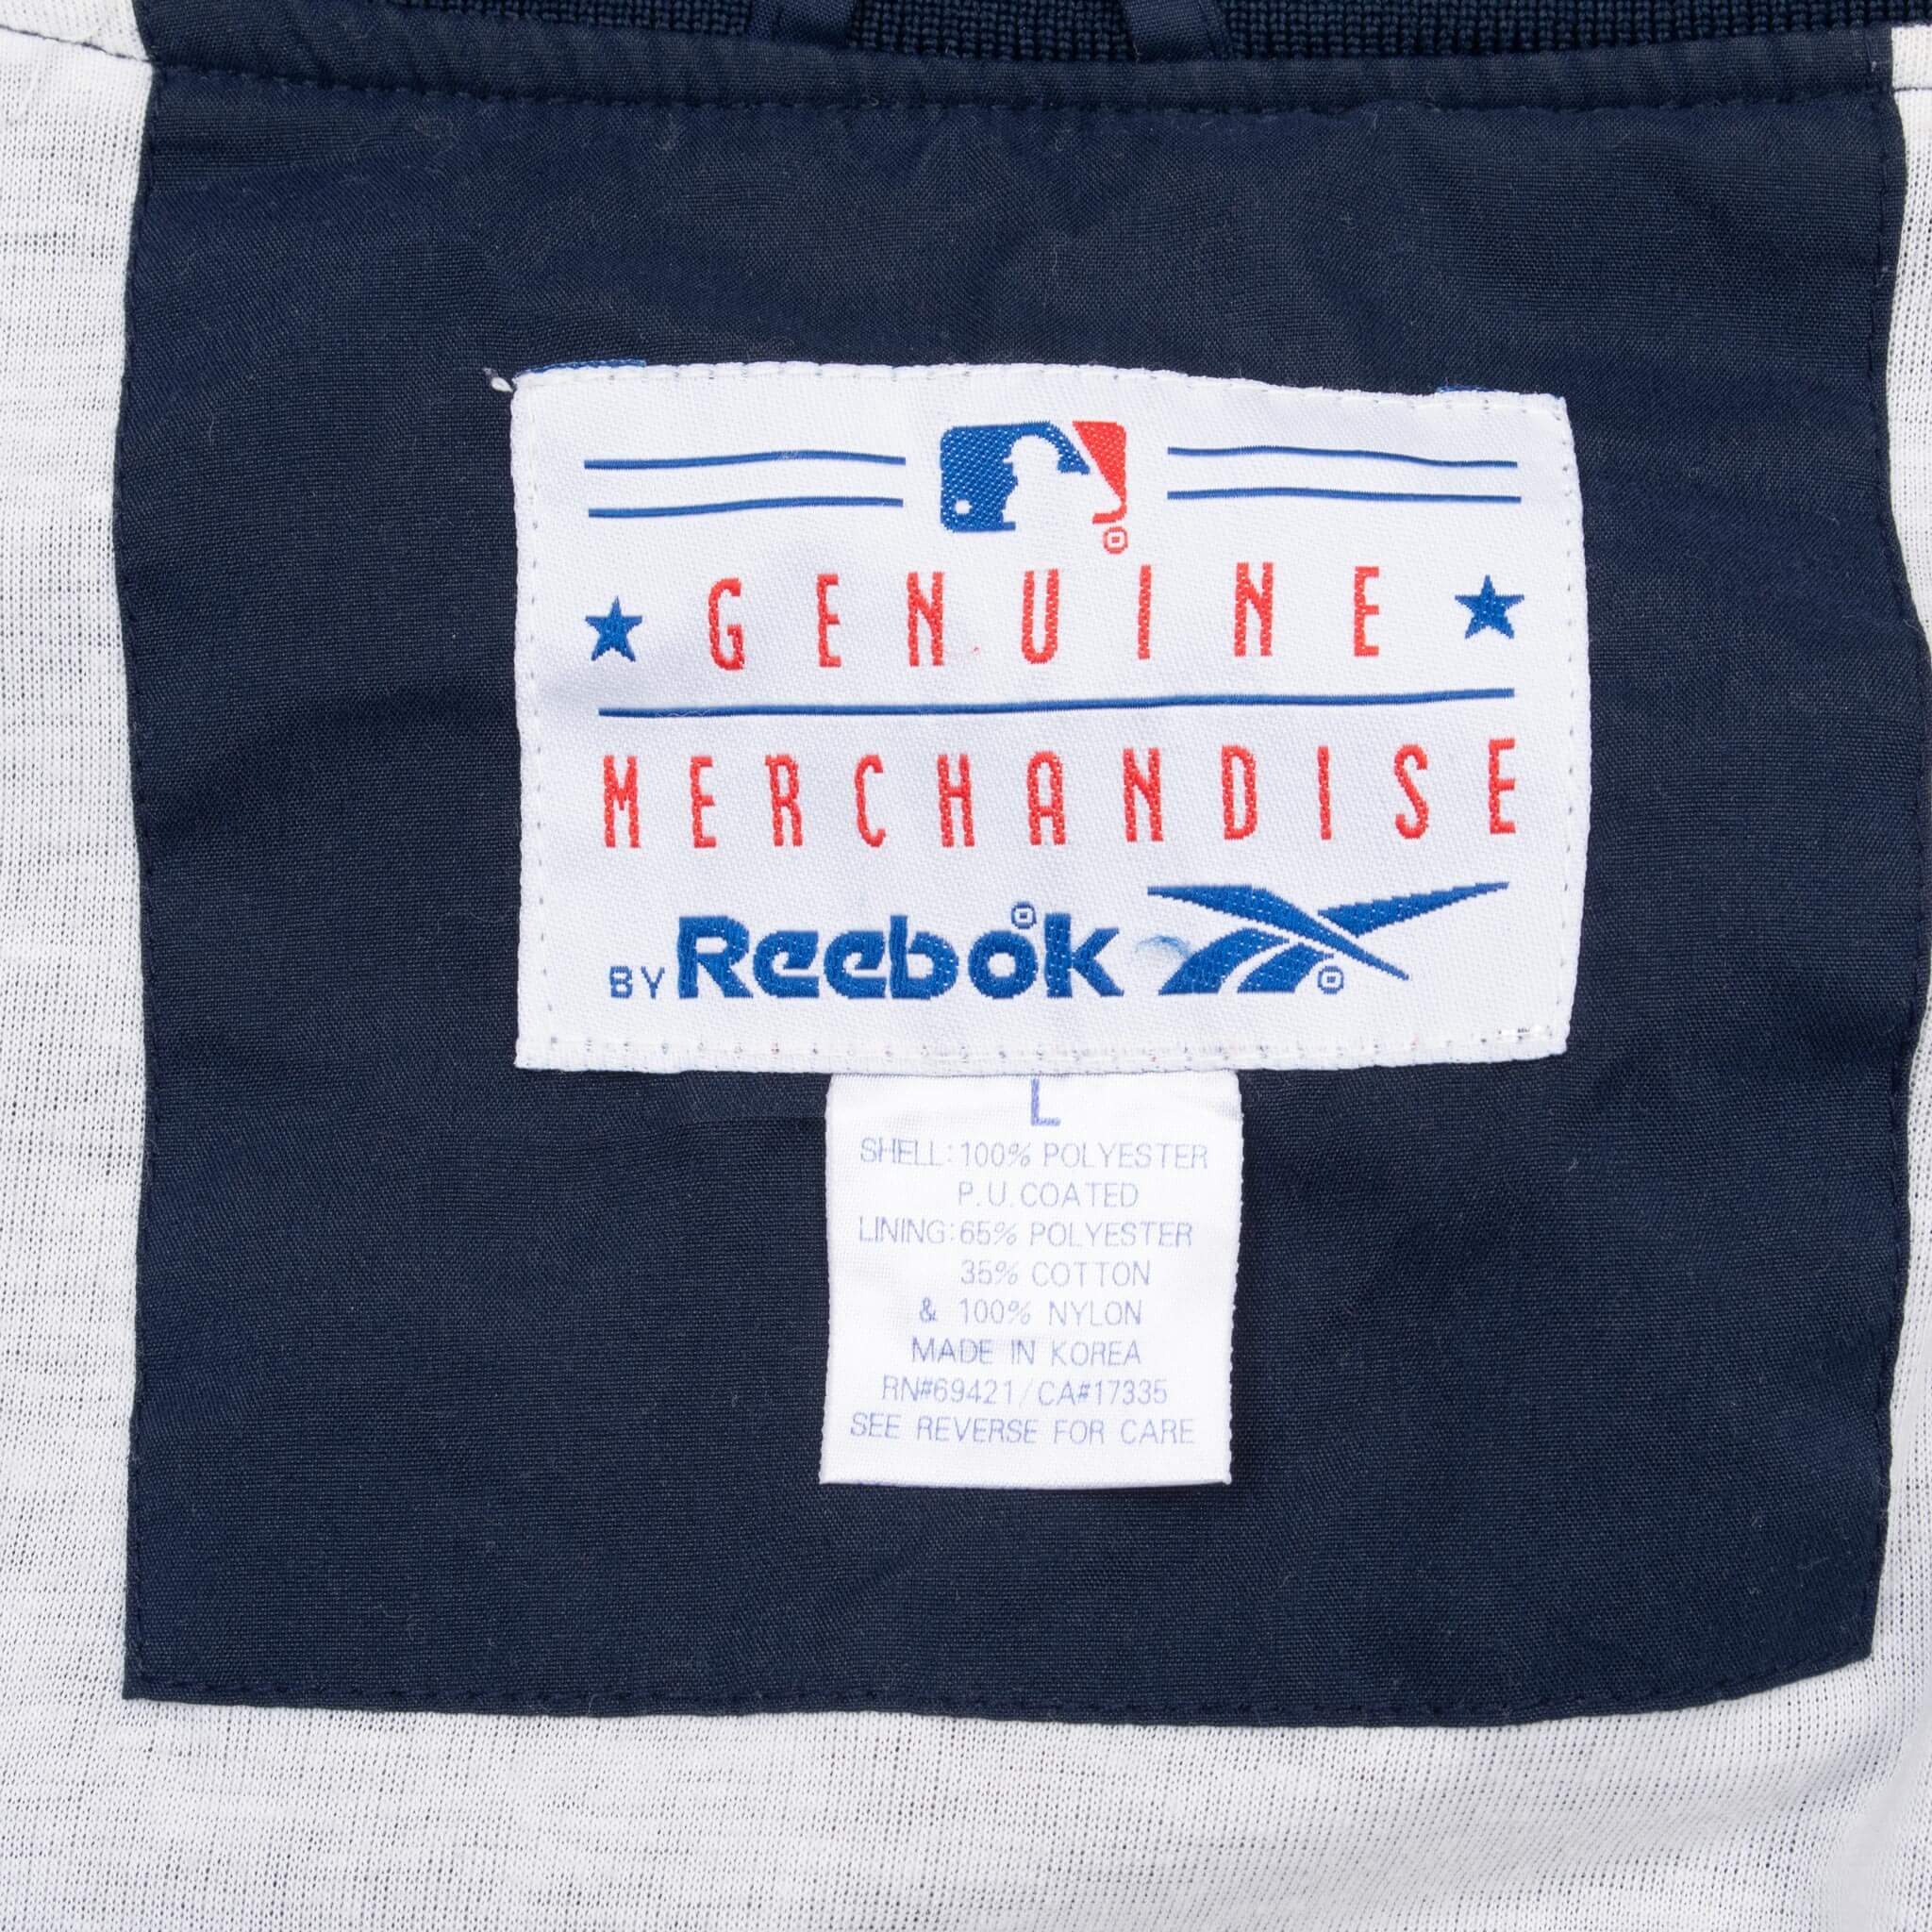 GENUINE
MERCHANDISE
BY Reebok
L
SHELL: 100% POLYESTER
P.U. COATED
LINING: 65% POLYESTER
35% COTTON
& 100% NYLON
MADE IN KOREA
RN#69421/CA#17335
SEE REVERSE FOR CARE